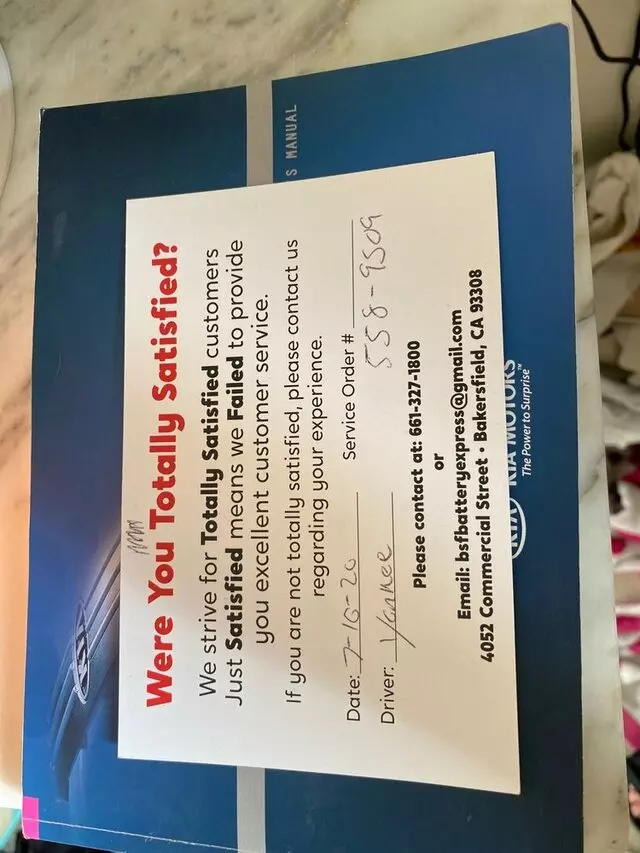 S MANUAL
Were You Totally Satisfied?
We strive for Totally Satisfied customers
Just Satisfied means we Failed to provide
you excellent customer service.
If you are not totally satisfied, please contact us
regarding your experience.
Date: 7-16-20 Service Order #
Driver: Yankee 558-9509
Please contact at: 661-327-1800
or
Email: bsfbatteryexpress@gmail.com
4052 Commercial Street • Bakersfield, CA 93308
KIA KIA MOTORS
The Power to Surprise™